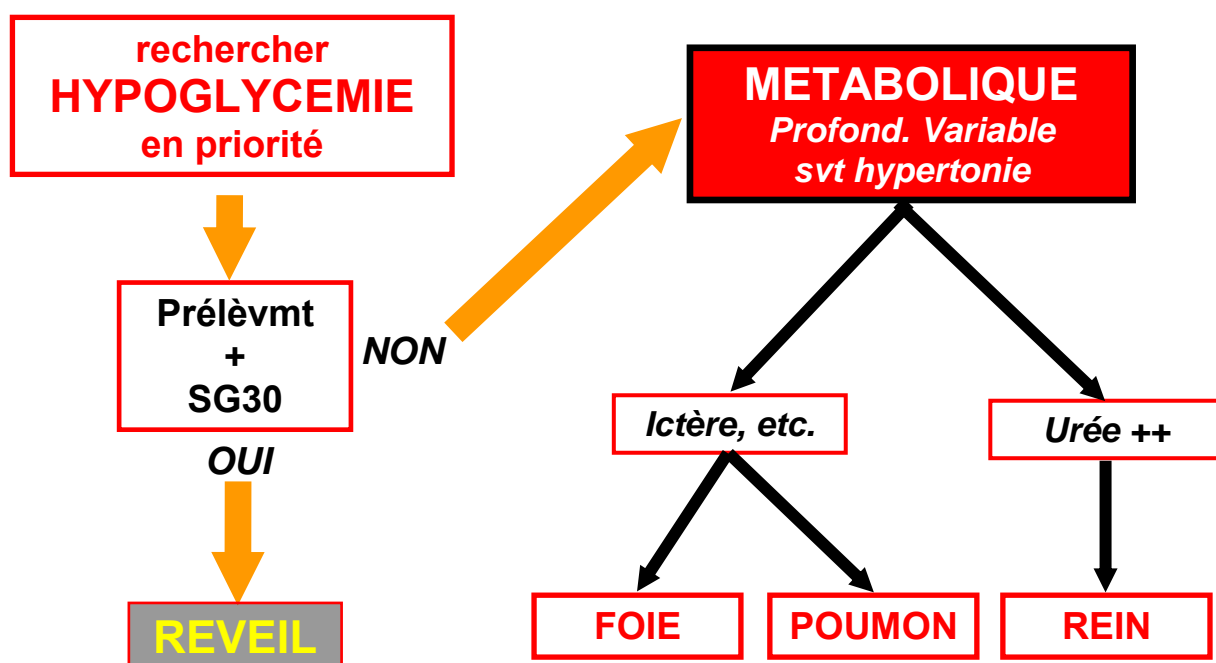 rechercher
HYPOGLYCEMIE
en priorité
Prélèvmt
+
SG30
NON
OUI
REVEIL
METABOLIQUE
Profond. Variable
svt hypertonie
Ictère, etc.
Urée ++
FOIE
POUMON
REIN